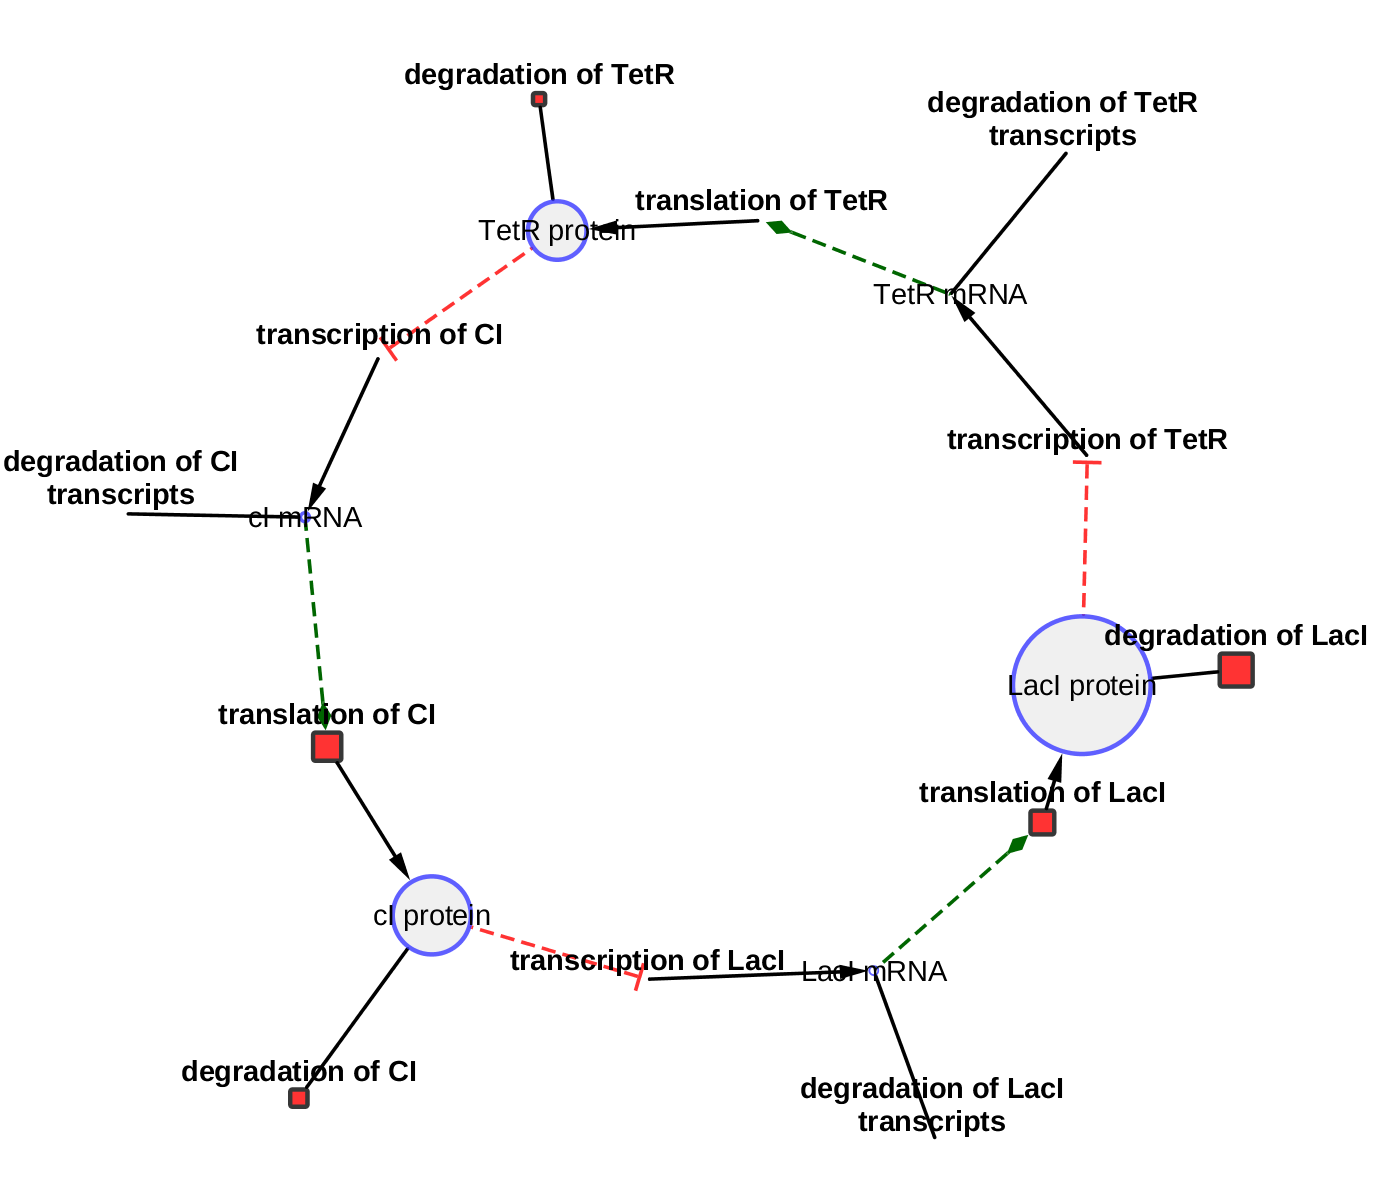 degradation of TetR
degradation of TetR
transcripts
translation of TetR
TetR protein
TetR mRNA
transcription of CI
transcription of TetR
degradation of CI
transcripts
cI mRNA
degradation of LacI
LacI protein
translation of CI
translation of LacI
cI protein
transcription of LacI
LacI mRNA
degradation of CI
degradation of LacI
transcripts